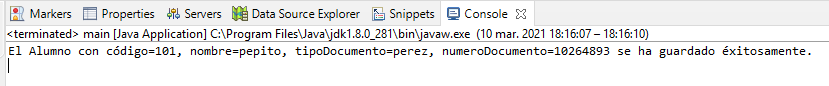 Markers Properties Servers Data Source Explorer Snippets Console
<terminated> main [Java Application] C:\Program Files\Java\jdk1.8.0_281\bin\javaw.exe (10 mar. 2021 18:16:07 – 18:16:10)
El Alumno con código=101, nombre=pepito, tipoDocumento=perez, numeroDocumento=10264893 se ha guardado éxitosamente.